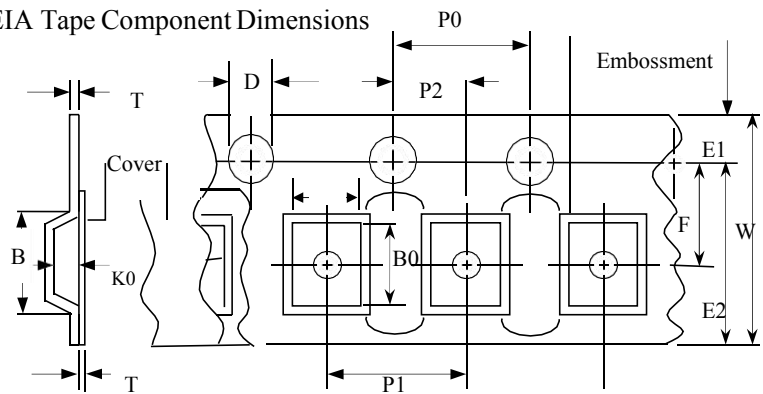 EIA Tape Component Dimensions
P0
Embossment
D
P2
T
E1
Cover
F
W
B
B0
K0
E2
T
P1